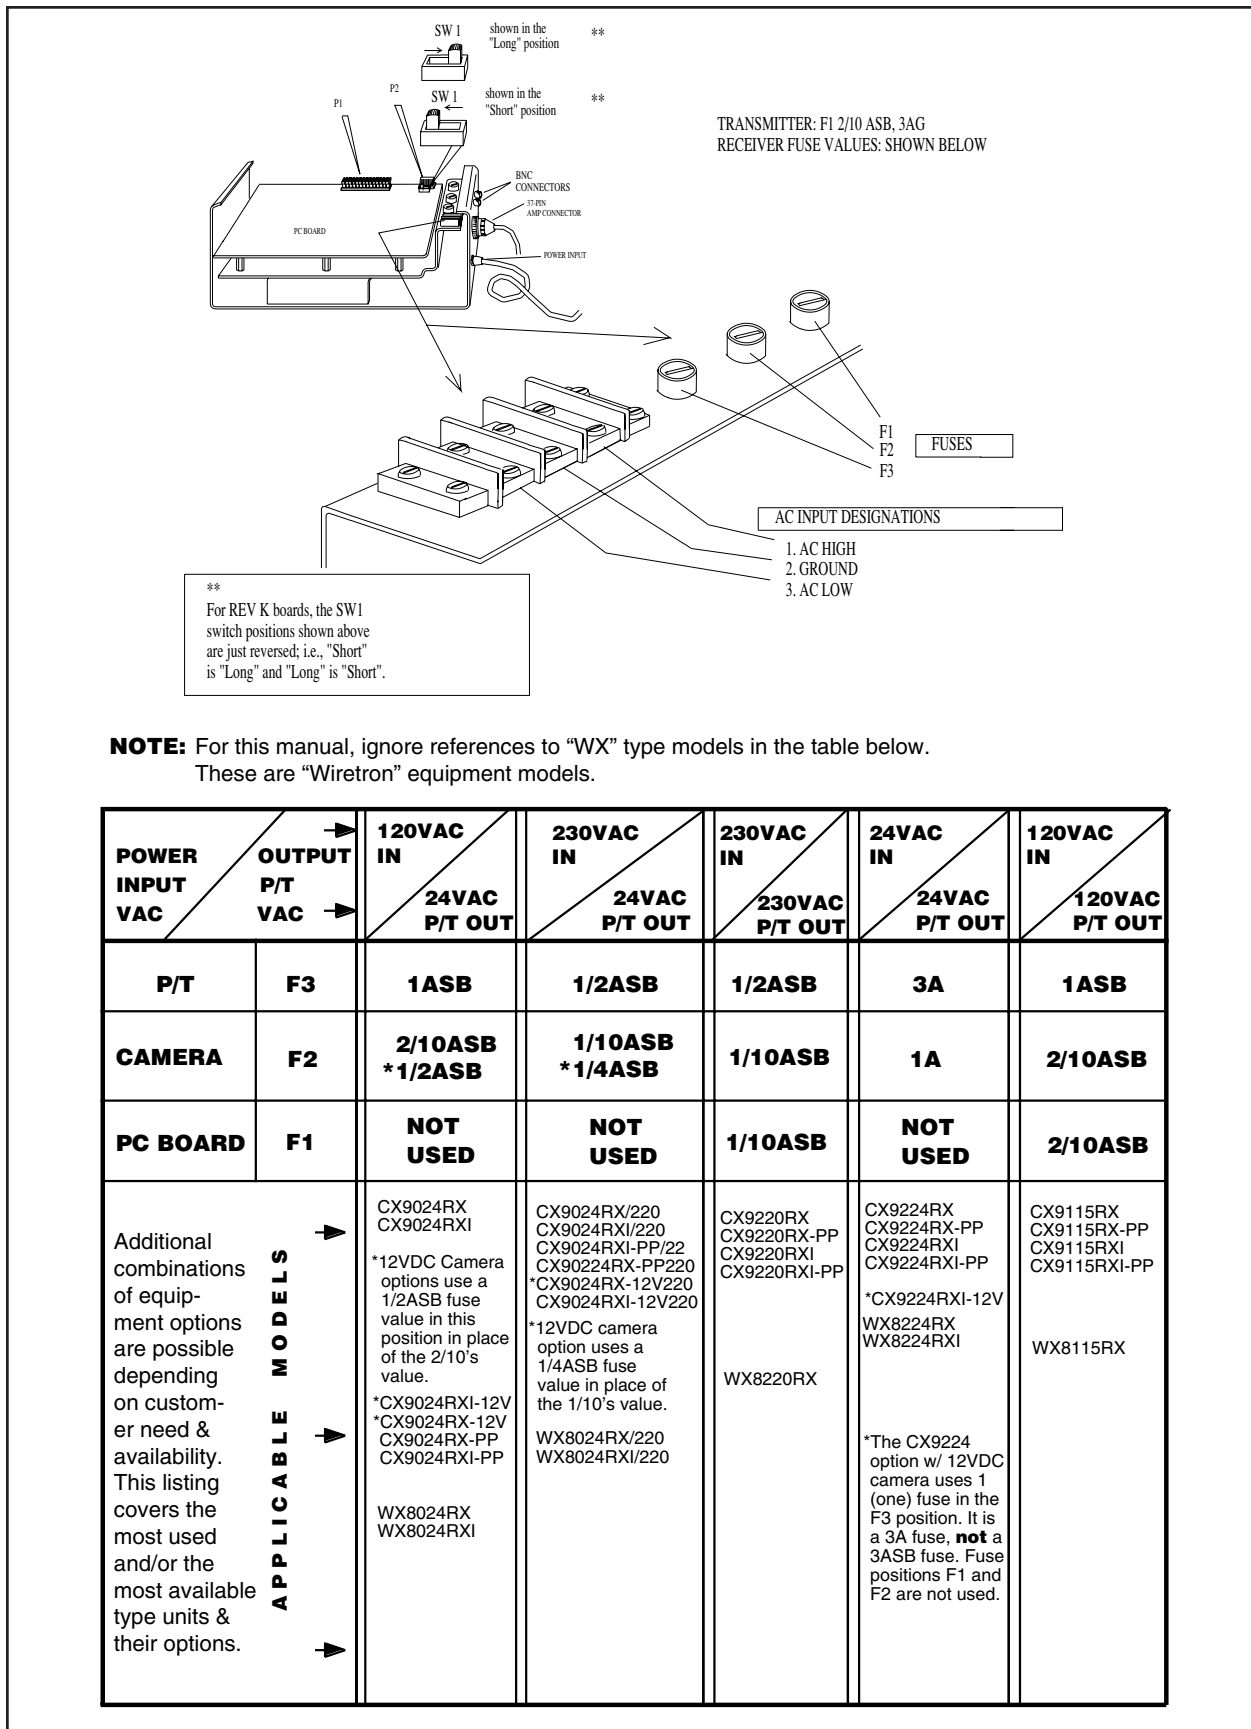 SW 1
shown in the
"Long" position
**
SW 1
shown in the
"Short" position
**
P1
P2
TRANSMITTER: F1 2/10 ASB, 3AG
RECEIVER FUSE VALUES: SHOWN BELOW
BNC
CONNECTORS
37-PIN
AMP CONNECTOR
PC BOARD
POWER INPUT
F1
F2
F3
FUSES
AC INPUT DESIGNATIONS
1. AC HIGH
2. GROUND
3. AC LOW
**
For REV K boards, the SW1
switch positions shown above
are just reversed; i.e., "Short"
is "Long" and "Long" is "Short".
NOTE: For this manual, ignore references to “WX” type models in the table below.
These are “Wiretron” equipment models.
POWER
INPUT
VAC
OUTPUT
P/T
VAC
120VAC
IN
24VAC
P/T OUT
230VAC
IN
24VAC
P/T OUT
230VAC
IN
230VAC
P/T OUT
24VAC
IN
24VAC
P/T OUT
120VAC
IN
120VAC
P/T OUT
P/T F3 1ASB 1/2ASB 1/2ASB 3A 1ASB
CAMERA F2
2/10ASB
*1/2ASB
1/10ASB
*1/4ASB
1/10ASB
1A
2/10ASB
PC BOARD F1
NOT
USED
NOT
USED
1/10ASB
NOT
USED
2/10ASB
Additional
combinations
of equip-
ment options
are possible
depending
on custom-
er need &
availability.
This listing
covers the
most used
and/or the
most available
type units &
their options.
APPLICABLE MODELS
CX9024RX
CX9024RXI
*12VDC Camera
options use a
1/2ASB fuse
value in this
position in place
of the 2/10's
value.
*CX9024RXI-12V
*CX9024RX-12V
CX9024RX-PP
CX9024RXI-PP
WX8024RX
WX8024RXI
CX9024RX/220
CX9024RXI/220
CX9024RXI-PP/22
CX90224RX-PP220
*CX9024RX-12V220
CX9024RXI-12V220
*12VDC camera
option uses a
1/4ASB fuse
value in place of
the 1/10's value.
WX8024RX/220
WX8024RXI/220
CX9220RX
CX9220RX-PP
CX9220RXI
CX9220RXI-PP
WX8220RX
CX9224RX
CX9224RX-PP
CX9224RXI
CX9224RXI-PP
*CX9224RXI-12V
WX8224RX
WX8224RXI
*The CX9224
option w/ 12VDC
camera uses 1
(one) fuse in the
F3 position. It is
a 3A fuse, not a
3ASB fuse. Fuse
positions F1 and
F2 are not used.
CX9115RX
CX9115RX-PP
CX9115RXI
CX9115RXI-PP
WX8115RX